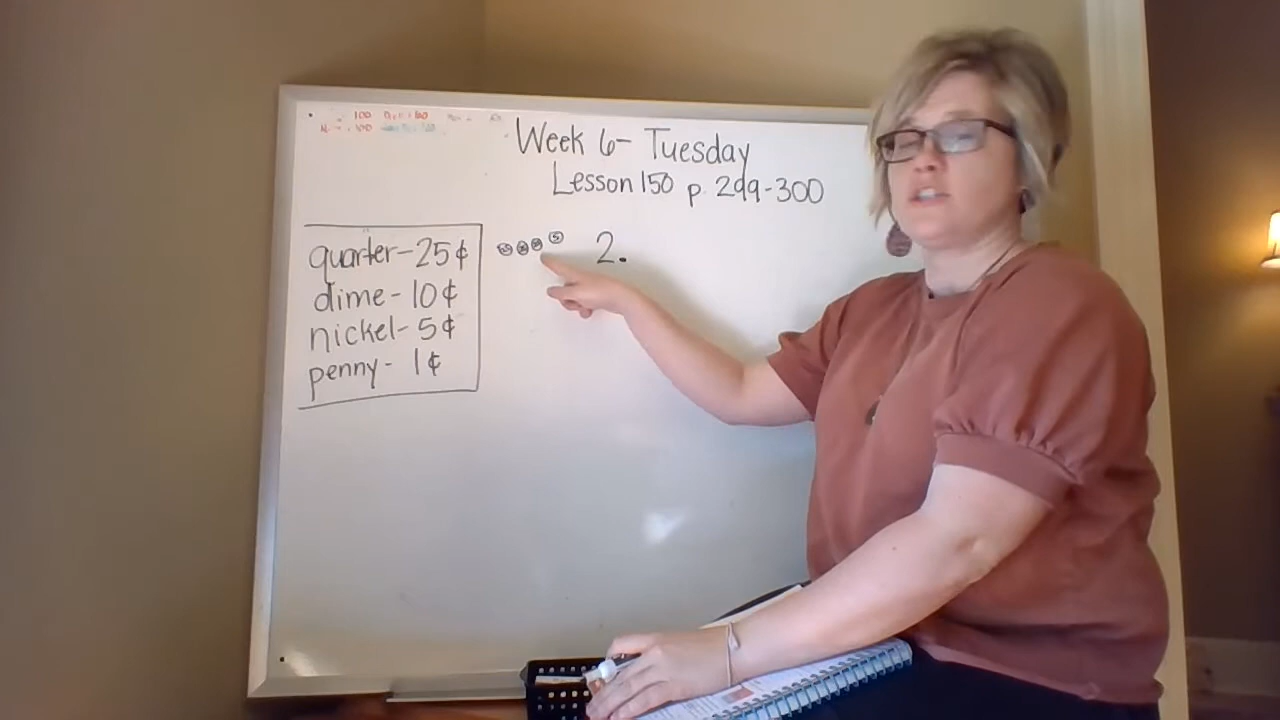 Week 6- Tuesday
Lesson 150 p. 299-300
quarter- 25¢
dime- 10¢
nickel- 5¢
penny- 1¢
2.